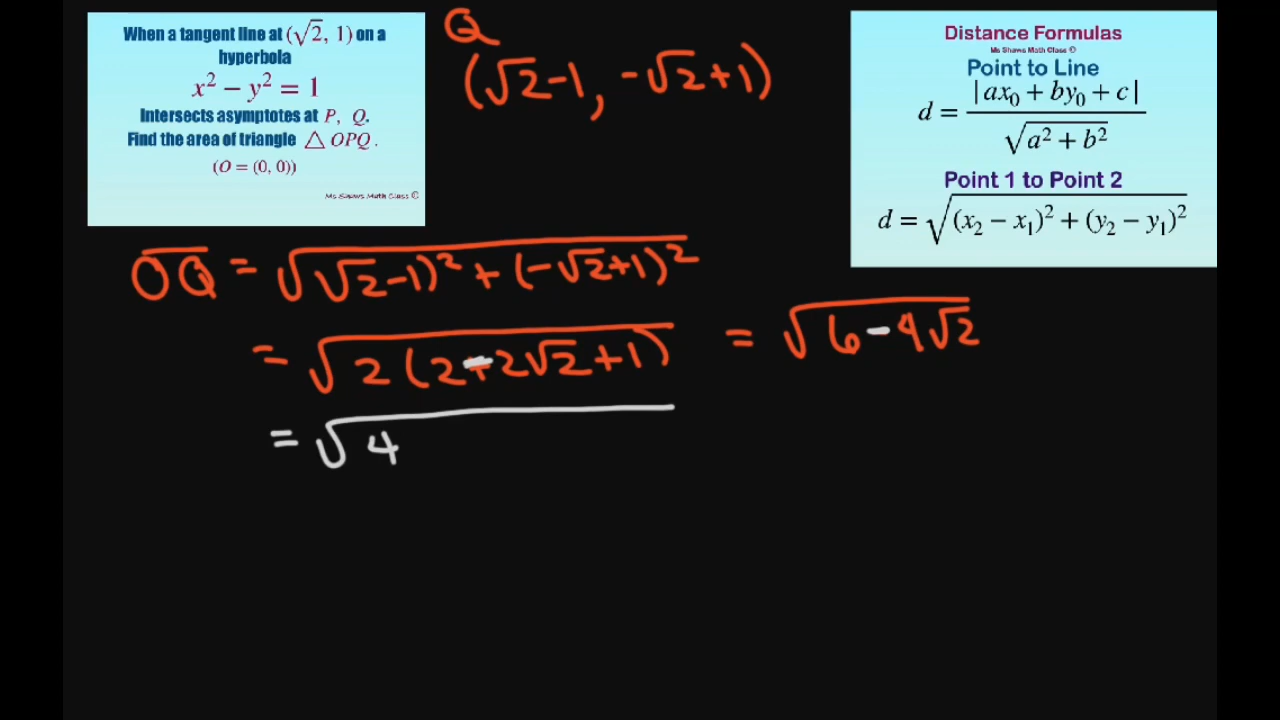 When a tangent line at (√2, 1) on a
hyperbola
x² − y² = 1
Intersects asymptotes at P, Q.
Find the area of triangle △ OPQ.
(O = (0, 0))
Ms Shaws Math Class ©
Q
(√2-1, -√2+1)
Distance Formulas
Ms Shaws Math Class ©
Point to Line
d = |ax₀ + by₀ + c| / √(a² + b²)
Point 1 to Point 2
d = √((x₂ − x₁)² + (y₂ − y₁)²)
OQ = √(√2-1)² + (-√2+1)²
= √2(2-2√2+1) = √6-4√2
= √4